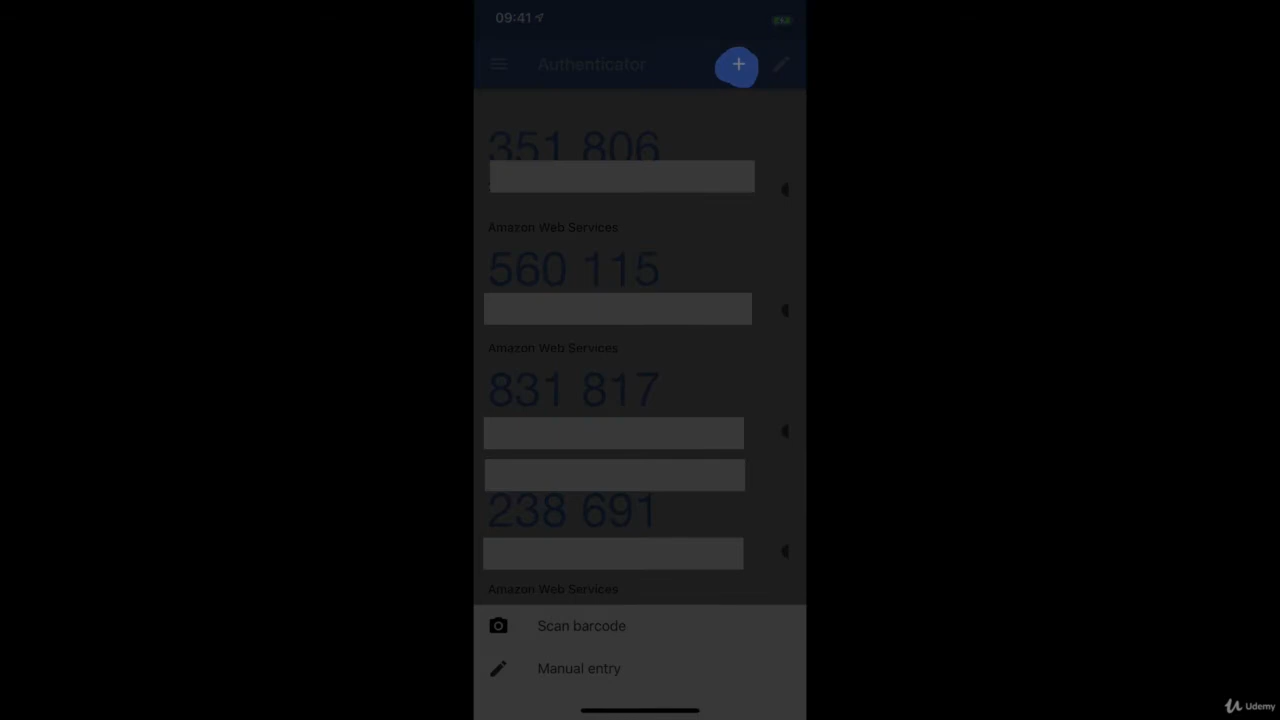 09:41
Authenticator
351 806
Amazon Web Services
560 115
Amazon Web Services
831 817
238 691
Amazon Web Services
Scan barcode
Manual entry
Udemy